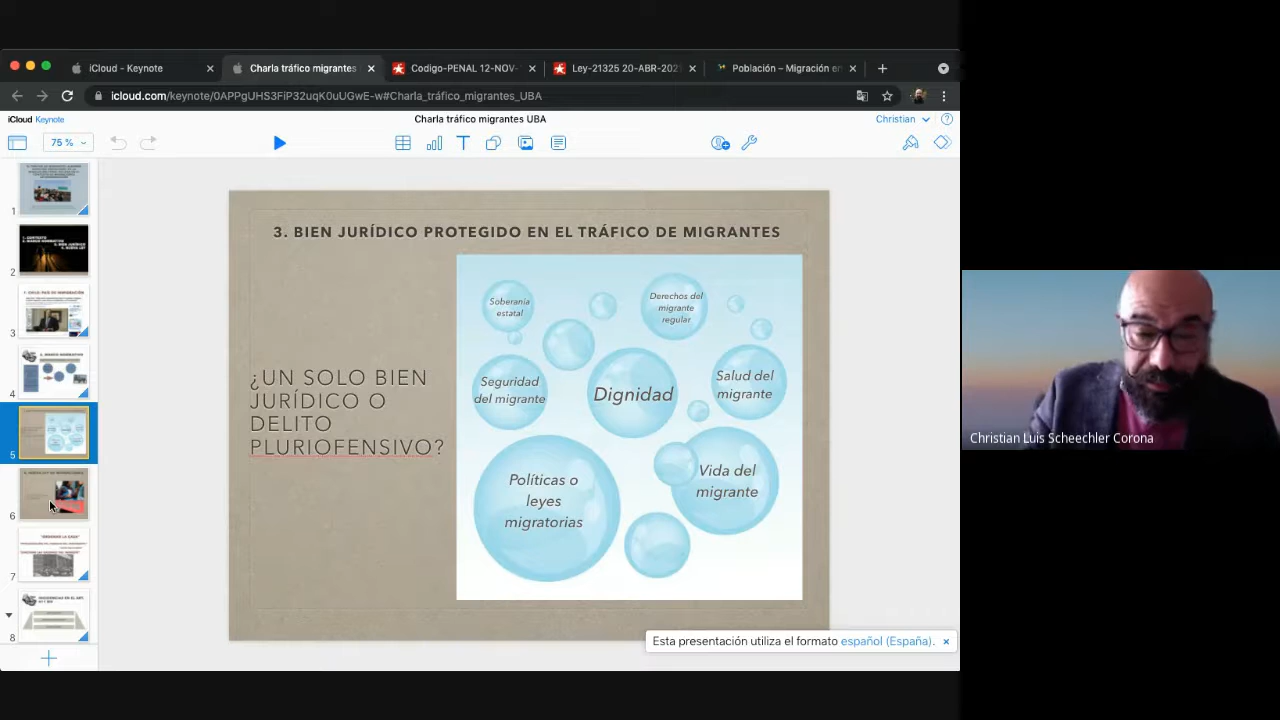 iCloud - Keynote
Charla tráfico migrantes
Codigo-PENAL 12-NOV-
Ley-21325 20-ABR-2021
Población – Migración en
icloud.com/keynote/0APPgUHS3FiP32uqK0uUGwE-w#Charla_tráfico_migrantes_UBA
iCloud Keynote
Charla tráfico migrantes UBA
Christian
75 %
1
2
3
4
5
6
7
8
3. BIEN JURÍDICO PROTEGIDO EN EL TRÁFICO DE MIGRANTES
¿UN SOLO BIEN
JURÍDICO O
DELITO
PLURIOFENSIVO?
Soberanía
estatal
Derechos del
migrante
regular
Seguridad
del migrante
Dignidad
Salud del
migrante
Políticas o
leyes
migratorias
Vida del
migrante
Esta presentación utiliza el formato español (España).
Christian Luis Scheechler Corona